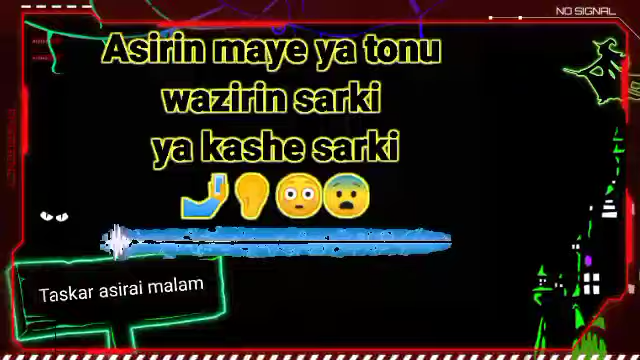 NO SIGNAL
Asirin maye ya tonu
wazirin sarki
ya kashe sarki
🤳👂😳😨
Taskar asirai malam